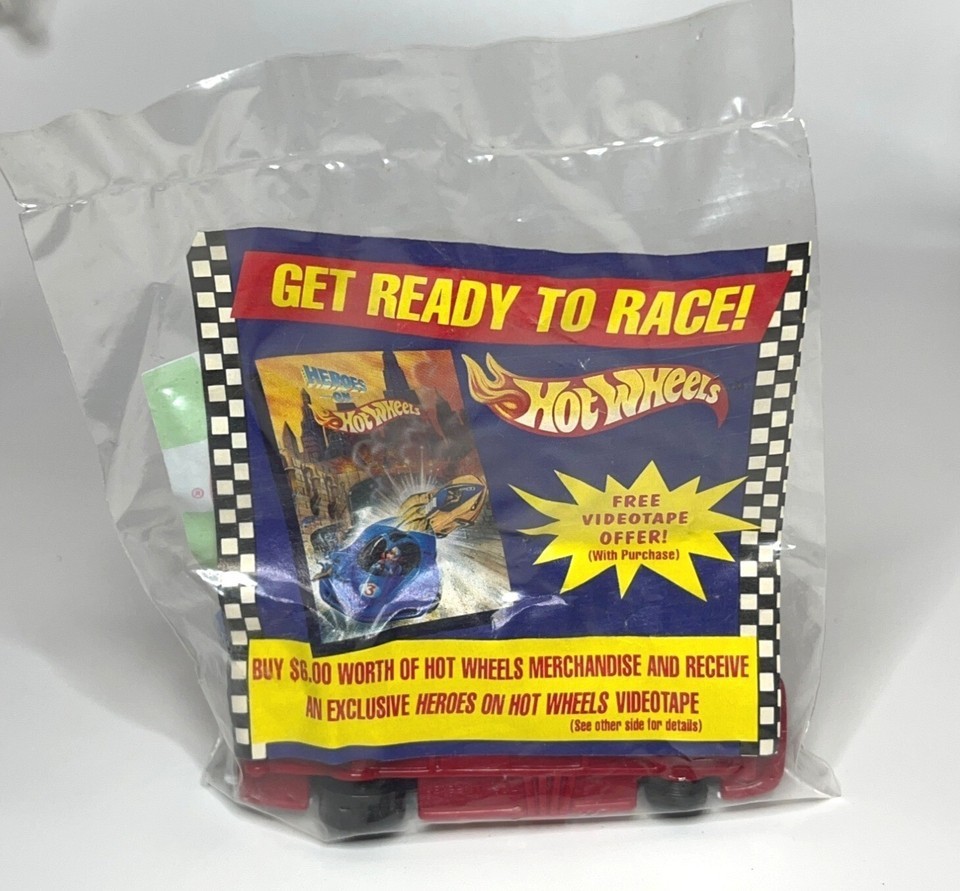 GET READY TO RACE!
HEROES
ON
HOT WHEELS
HOT WHEELS
3
®
FREE
VIDEOTAPE
OFFER!
(With Purchase)
BUY $6.00 WORTH OF HOT WHEELS MERCHANDISE AND RECEIVE
AN EXCLUSIVE HEROES ON HOT WHEELS VIDEOTAPE
(See other side for details)